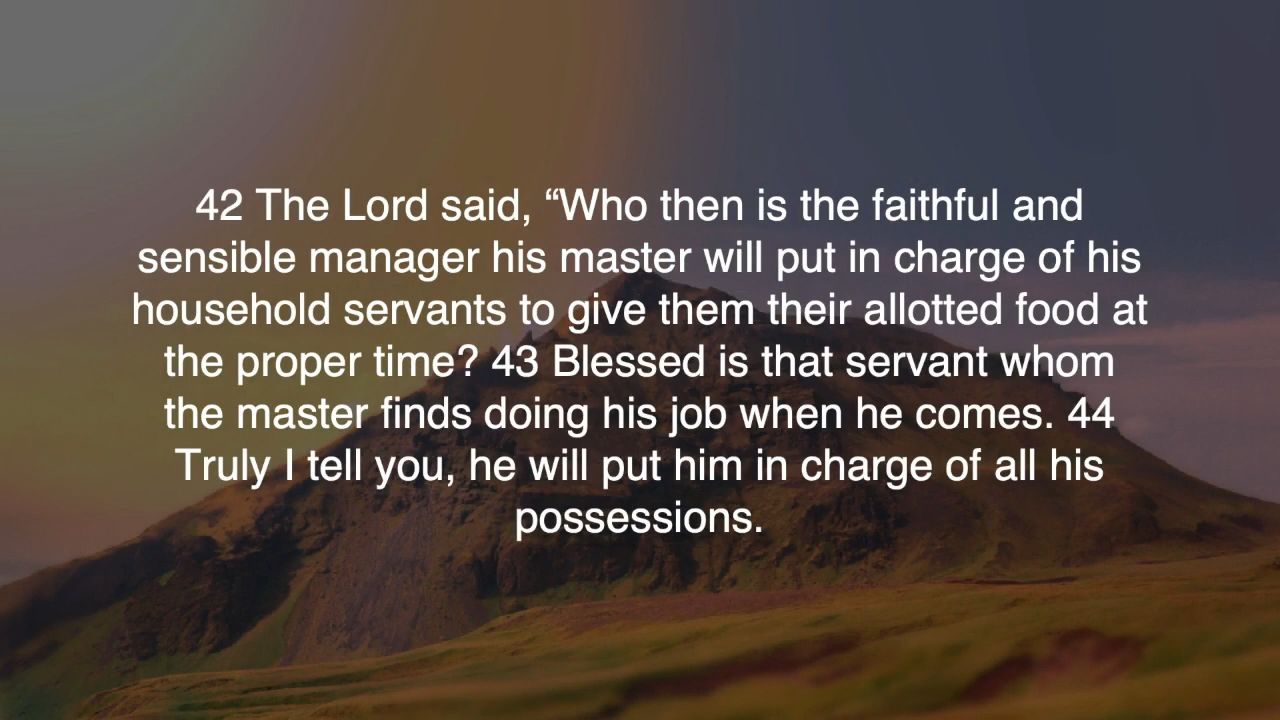 42 The Lord said, “Who then is the faithful and
sensible manager his master will put in charge of his
household servants to give them their allotted food at
the proper time? 43 Blessed is that servant whom
the master finds doing his job when he comes. 44
Truly I tell you, he will put him in charge of all his
possessions.